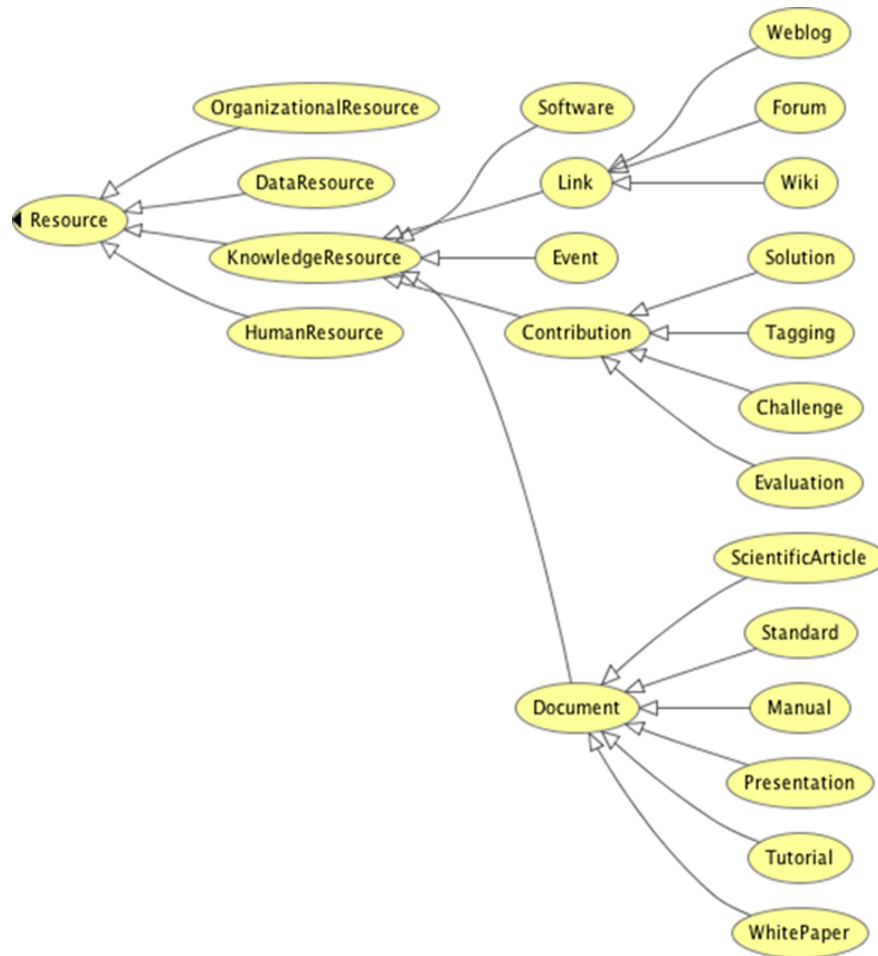 Weblog
OrganizationalResource
Software
Forum
DataResource
Link
Wiki
Resource
KnowledgeResource
Event
Solution
HumanResource
Contribution
Tagging
Challenge
Evaluation
ScientificArticle
Standard
Document
Manual
Presentation
Tutorial
WhitePaper